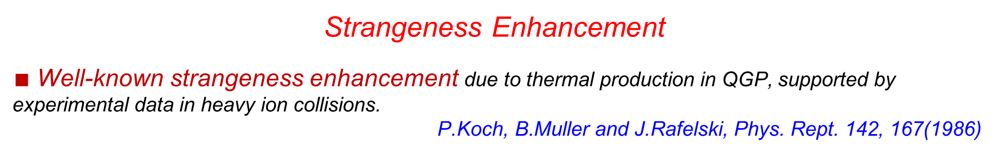 Strangeness Enhancement
■ Well-known strangeness enhancement due to thermal production in QGP, supported by
experimental data in heavy ion collisions.
P.Koch, B.Muller and J.Rafelski, Phys. Rept. 142, 167(1986)